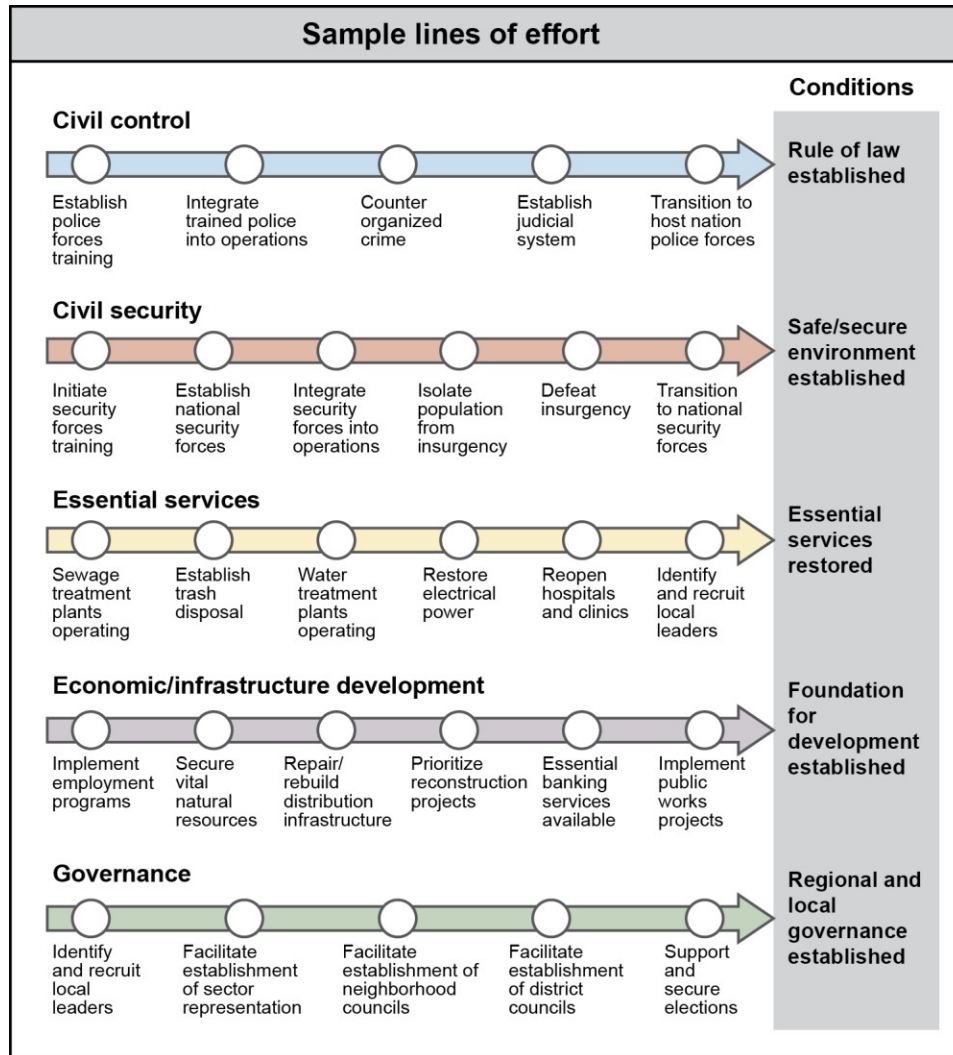 Sample lines of effort
Conditions
Civil control
Establish
police
forces
training
Integrate
trained police
into operations
Counter
organized
crime
Establish
judicial
system
Transition to
host nation
police forces
Rule of law
established
Civil security
Initiate
security
forces
training
Establish
national
security
forces
Integrate
security
forces into
operations
Isolate
population
from
insurgency
Defeat
insurgency
Transition
to national
security
forces
Safe/secure
environment
established
Essential services
Sewage
treatment
plants
operating
Establish
trash
disposal
Water
treatment
plants
operating
Restore
electrical
power
Reopen
hospitals
and clinics
Identify
and recruit
local
leaders
Essential
services
restored
Economic/infrastructure development
Implement
employment
programs
Secure
vital
natural
resources
Repair/
rebuild
distribution
infrastructure
Prioritize
reconstruction
projects
Essential
banking
services
available
Implement
public
works
projects
Foundation
for
development
established
Governance
Identify
and recruit
local
leaders
Facilitate
establishment
of sector
representation
Facilitate
establishment of
neighborhood
councils
Facilitate
establishment
of district
councils
Support
and
secure
elections
Regional and
local
governance
established